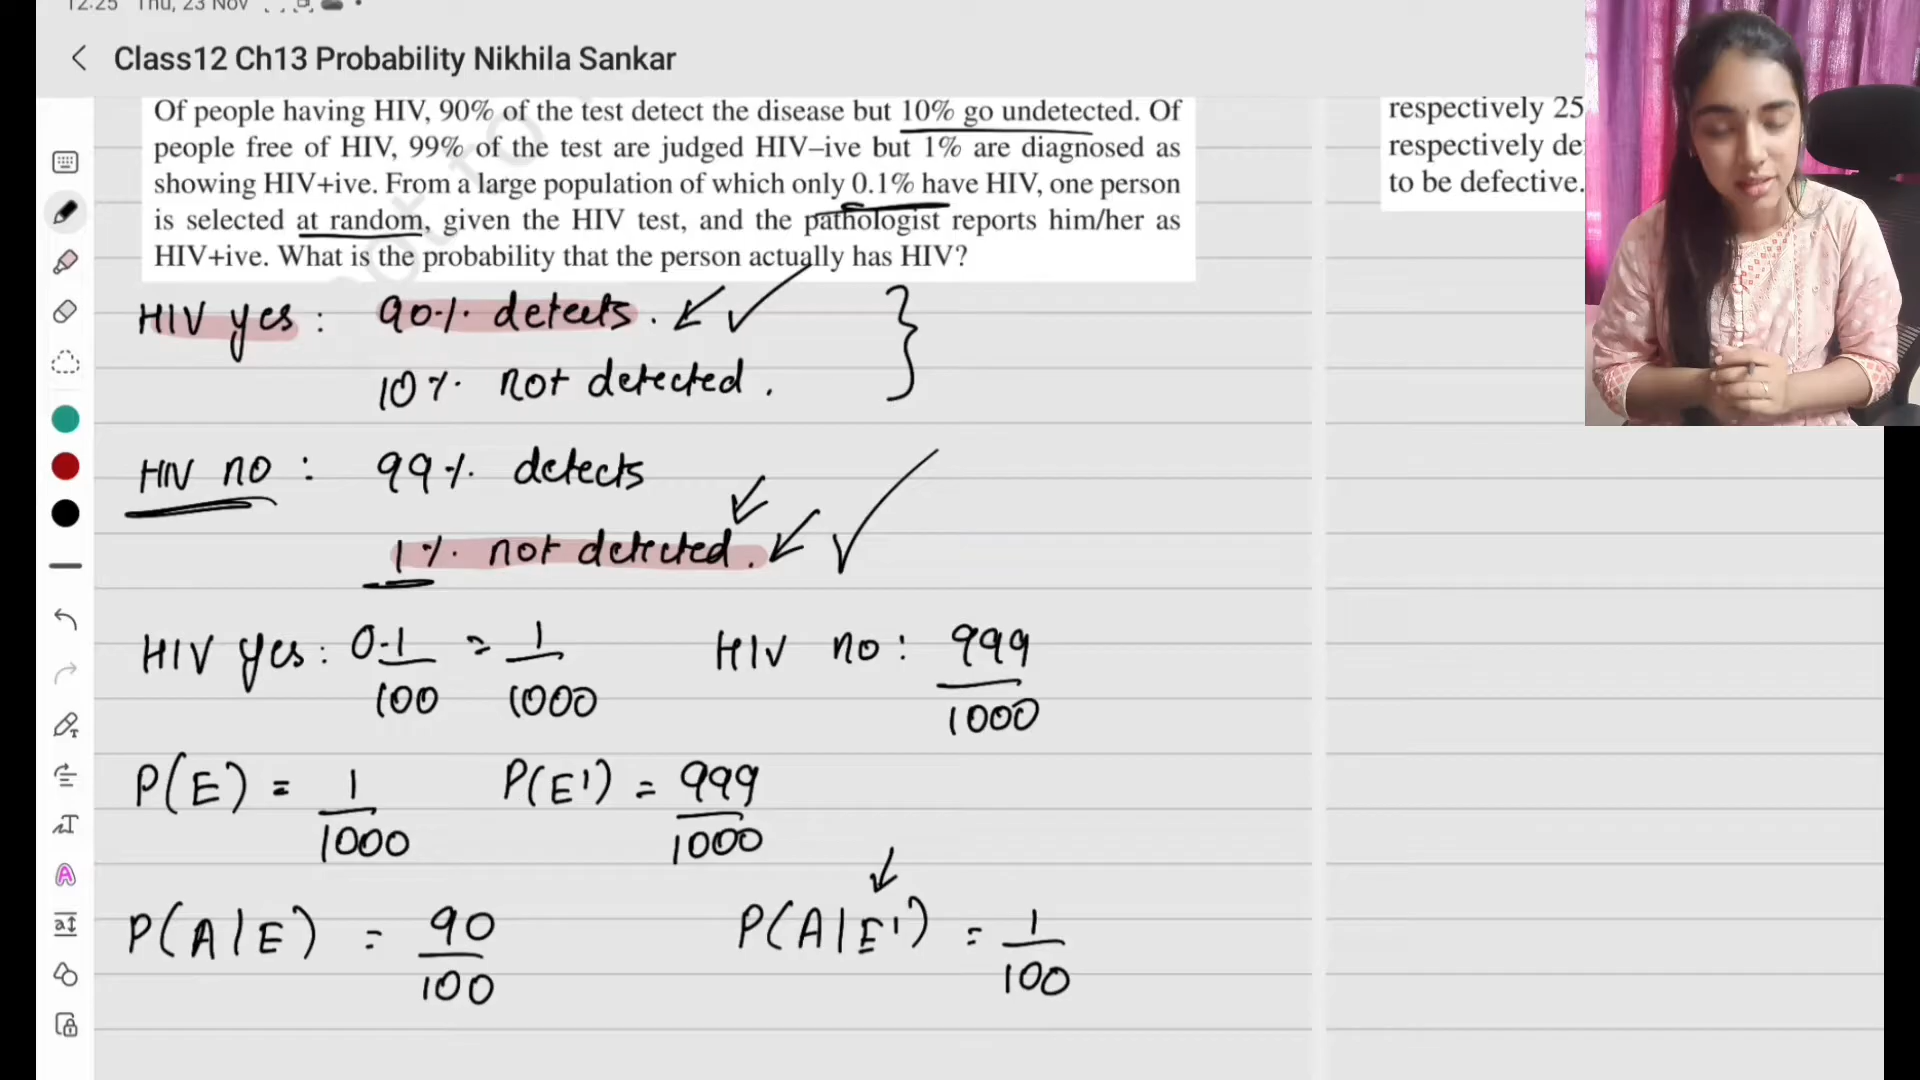 12:25 Thu, 23 Nov
Class12 Ch13 Probability Nikhila Sankar
Of people having HIV, 90% of the test detect the disease but 10% go undetected. Of
people free of HIV, 99% of the test are judged HIV–ive but 1% are diagnosed as
showing HIV+ive. From a large population of which only 0.1% have HIV, one person
is selected at random, given the HIV test, and the pathologist reports him/her as
HIV+ive. What is the probability that the person actually has HIV?
respectively 25
respectively de
to be defective.
HIV yes : 90% detects.
10% not detected.
HIV no : 99% detects
1% not detected.
HIV yes: 0.1/100 = 1/1000 HIV no: 999/1000
P(E) = 1/1000 P(E') = 999/1000
P(A|E) = 90/100 P(A|E') = 1/100